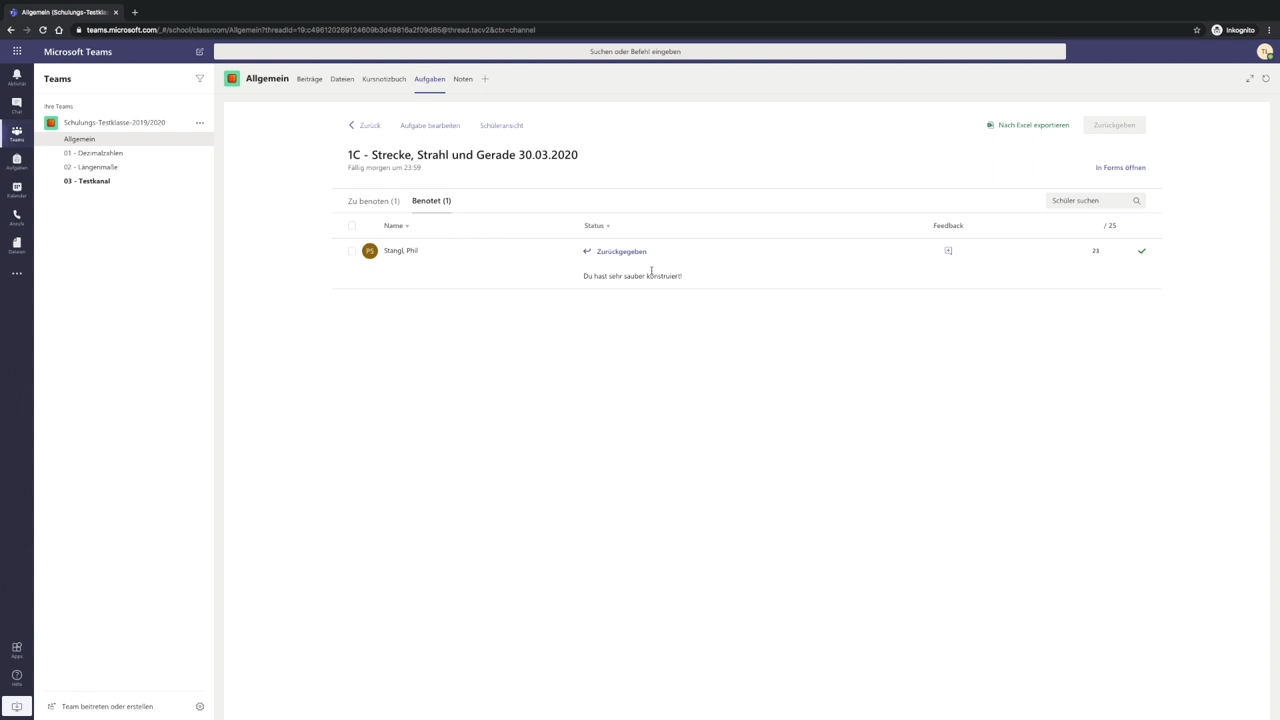 Allgemein (Schulungs-Testklas
teams.microsoft.com/_#/school/classroom/Allgemein?threadId=19:c496120269124609b3d49816a2f09d85@thread.tacv2&ctx=channel
Inkognito
Microsoft Teams
Suchen oder Befehl eingeben
TL
Aktivität
Chat
Teams
Aufgaben
Kalender
Anrufe
Dateien
Apps
Hilfe
Teams
Ihre Teams
Schulungs-Testklasse-2019/2020
Allgemein
01 - Dezimalzahlen
02 - Längenmaße
03 - Testkanal
Team beitreten oder erstellen
Allgemein Beiträge Dateien Kursnotizbuch Aufgaben Noten
Zurück Aufgabe bearbeiten Schüleransicht Nach Excel exportieren Zurückgeben
1C - Strecke, Strahl und Gerade 30.03.2020
Fällig morgen um 23:59
In Forms öffnen
Zu benoten (1) Benotet (1) Schüler suchen
Name Status Feedback / 25
PS Stangl, Phil Zurückgegeben 23
Du hast sehr sauber konstruiert!